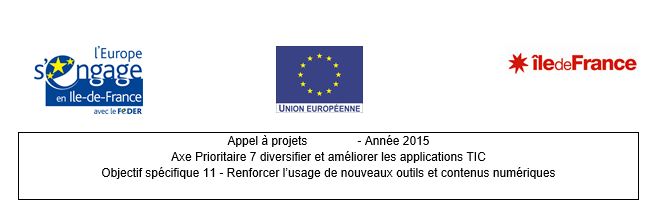 l'Europe
s'engage
en Ile-de-France
avec le FeDER
UNION EUROPÉENNE
îledeFrance
Appel à projets - Année 2015
Axe Prioritaire 7 diversifier et améliorer les applications TIC
Objectif spécifique 11 - Renforcer l’usage de nouveaux outils et contenus numériques